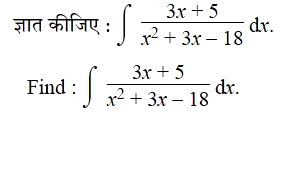 ज्ञात कीजिए : ∫ (3x + 5)/(x² + 3x – 18) dx.
Find : ∫ (3x + 5)/(x² + 3x – 18) dx.